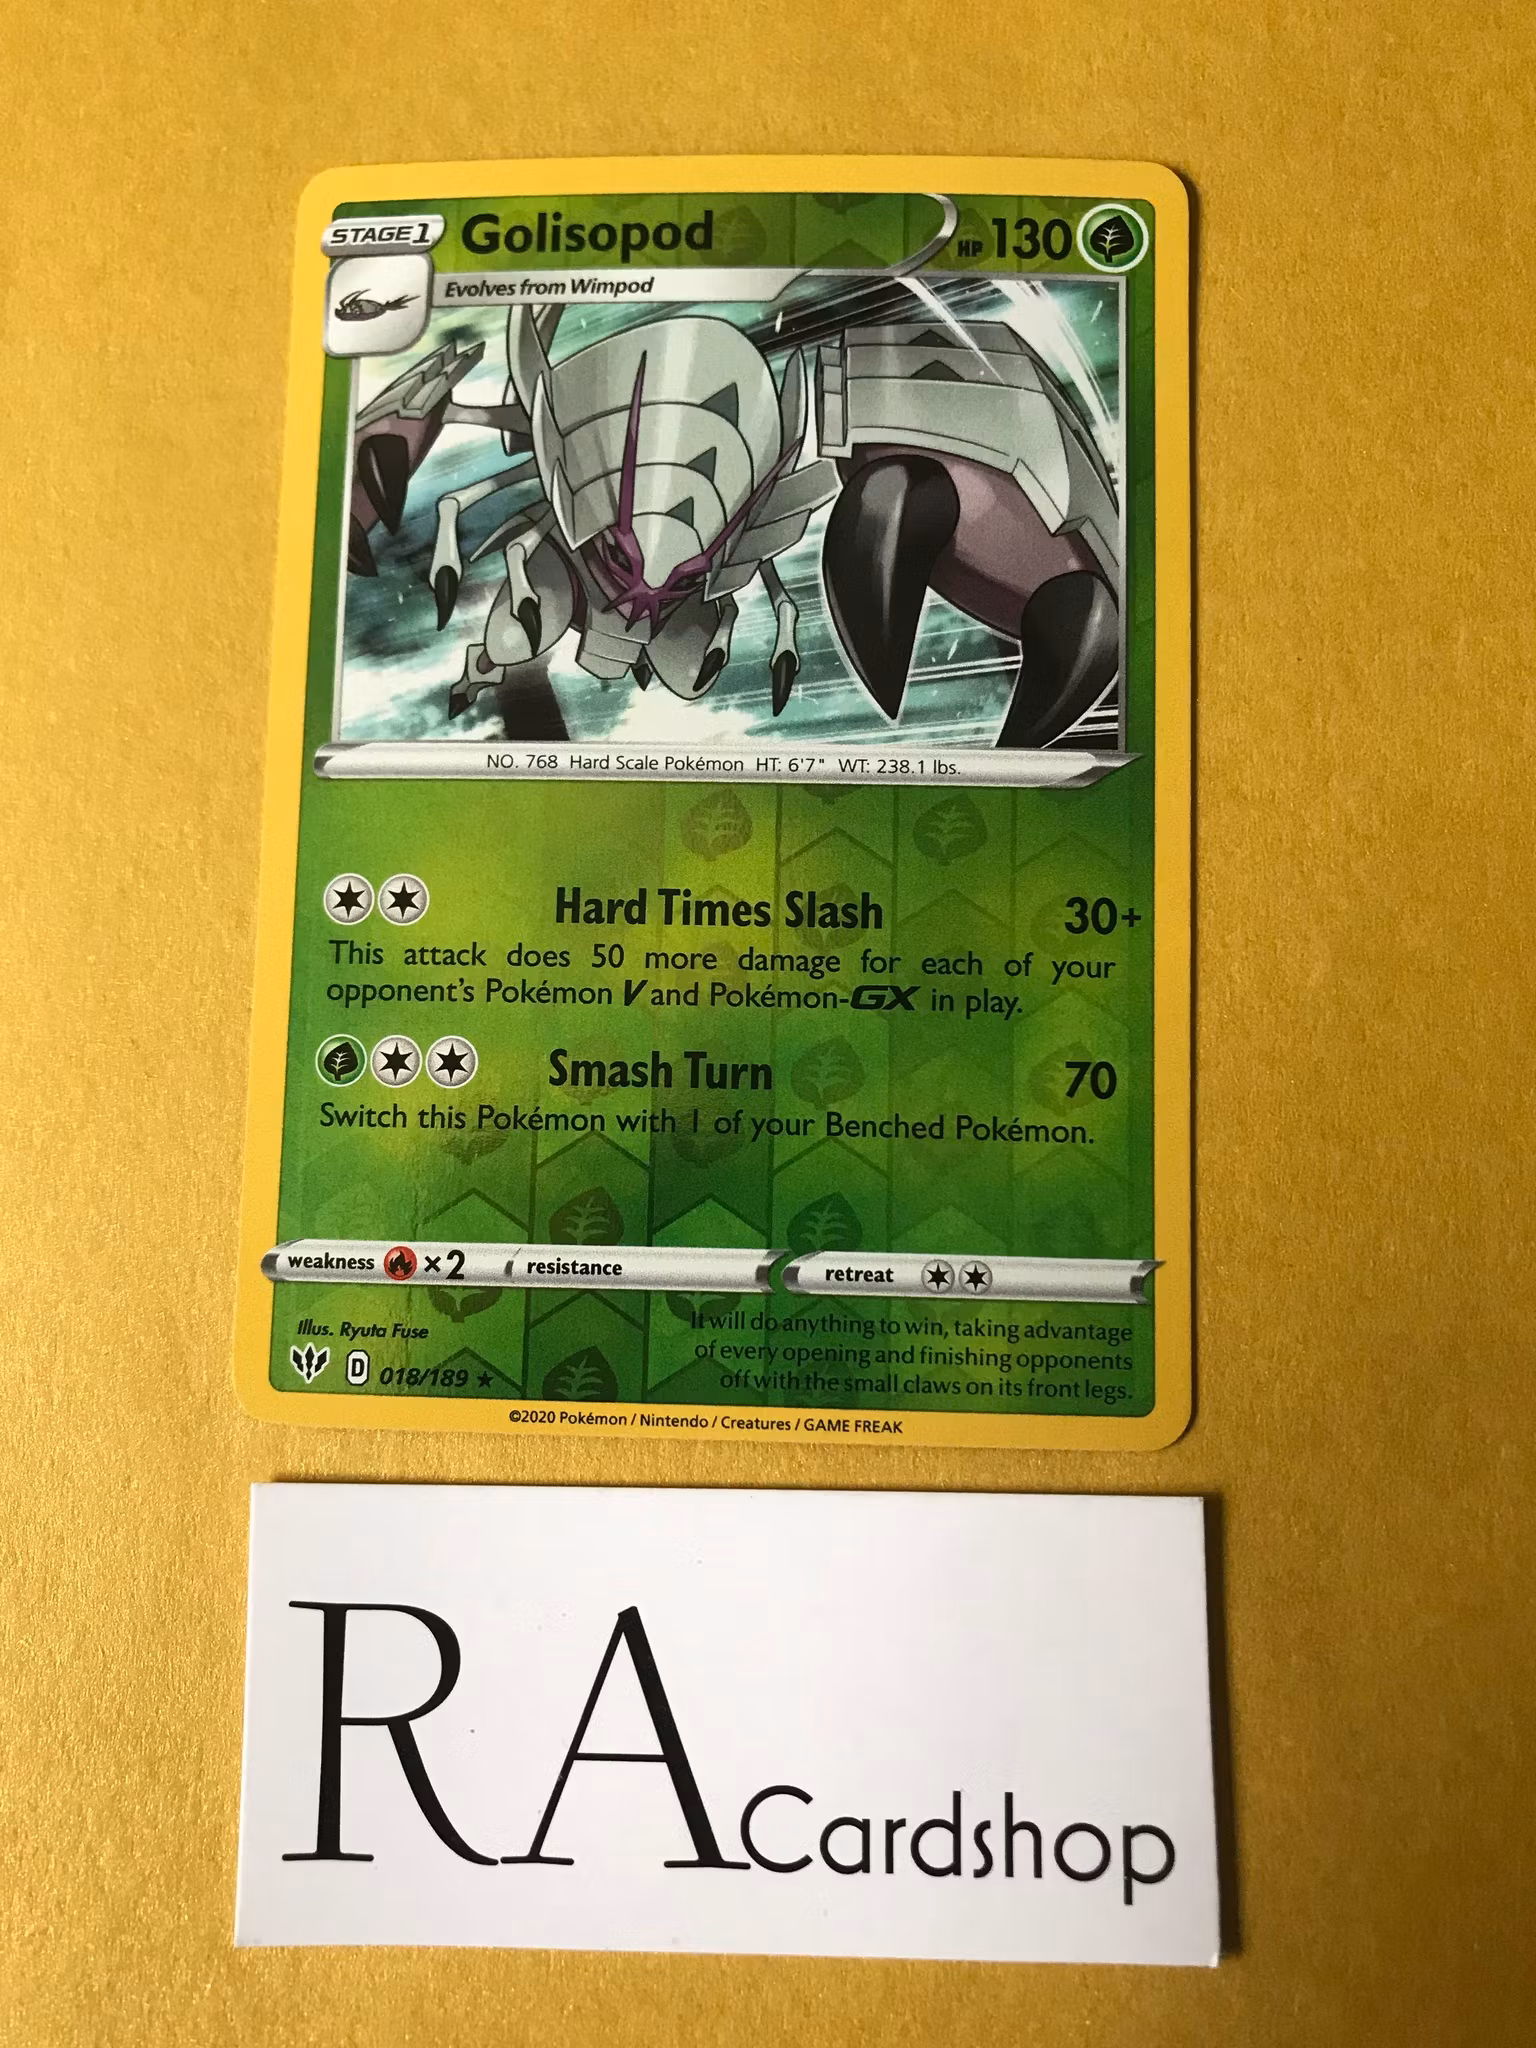 STAGE 1
Golisopod
HP 130
Evolves from Wimpod
NO. 768 Hard Scale Pokémon HT: 6'7" WT: 238.1 lbs.
Hard Times Slash 30+
This attack does 50 more damage for each of your
opponent's Pokémon V and Pokémon-GX in play.
Smash Turn 70
Switch this Pokémon with 1 of your Benched Pokémon.
weakness ×2 resistance retreat
Illus. Ryuta Fuse
D 018/189 ★
It will do anything to win, taking advantage
of every opening and finishing opponents
off with the small claws on its front legs.
©2020 Pokémon / Nintendo / Creatures / GAME FREAK
RA Cardshop